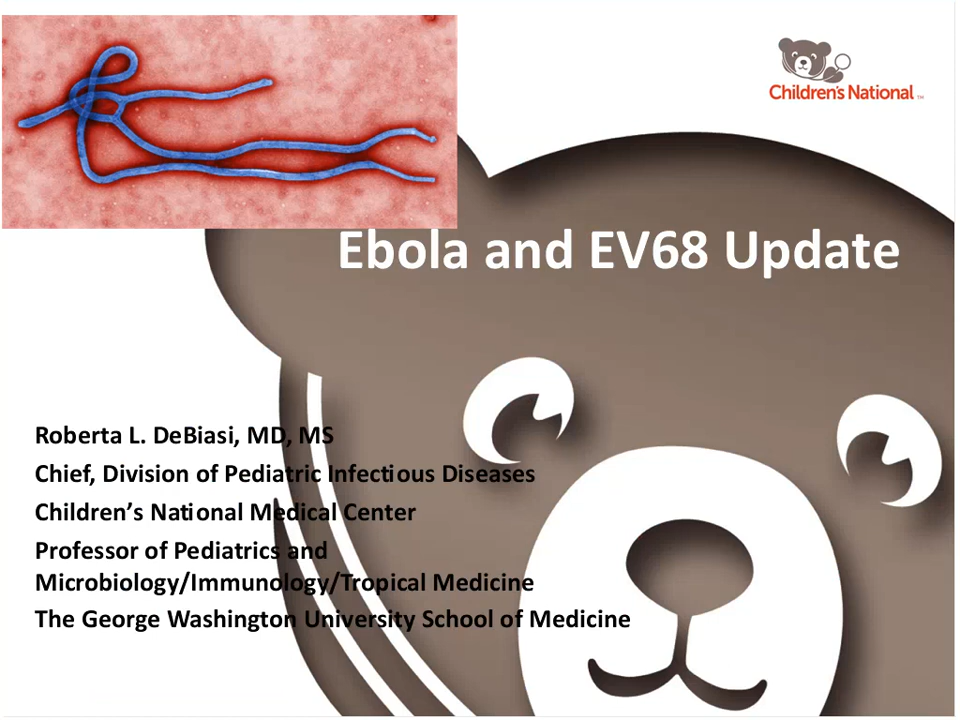 Children's National™
Ebola and EV68 Update
Roberta L. DeBiasi, MD, MS
Chief, Division of Pediatric Infectious Diseases
Children’s National Medical Center
Professor of Pediatrics and
Microbiology/Immunology/Tropical Medicine
The George Washington University School of Medicine